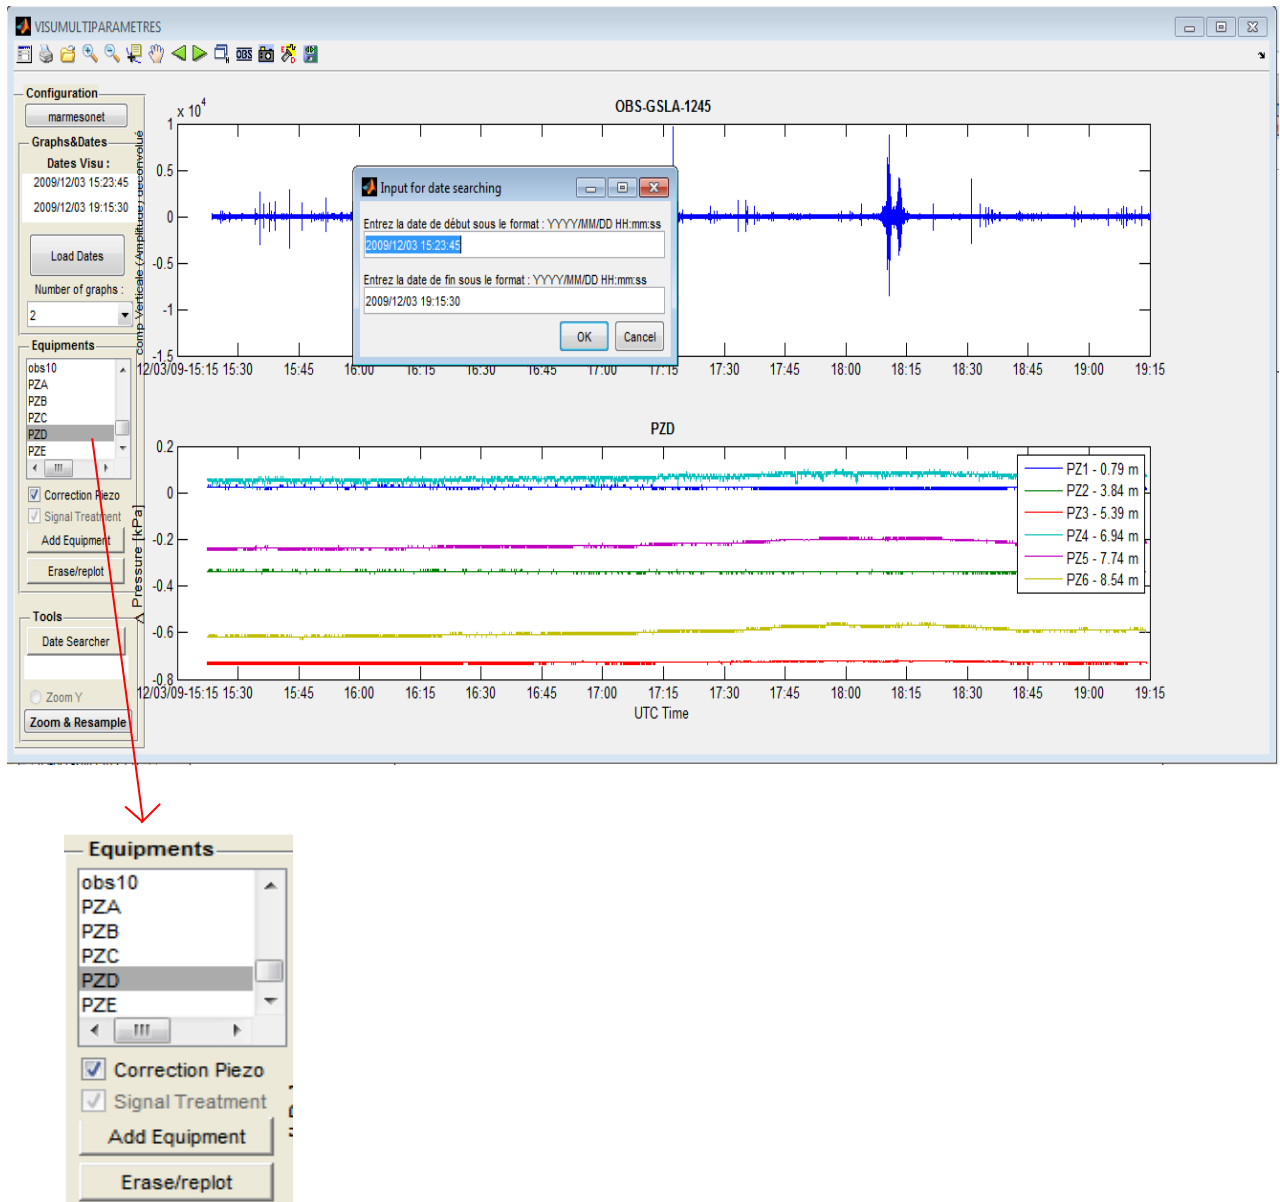 VISUMULTIPARAMETRES
OBS
Configuration
marmesonet
Graphs&Dates
Dates Visu :
2009/12/03 15:23:45
2009/12/03 19:15:30
Load Dates
Number of graphs :
2
Equipments
obs10
PZA
PZB
PZC
PZD
PZE
Correction Piezo
Signal Treatment
Add Equipment
Erase/replot
Tools
Date Searcher
Zoom Y
Zoom & Resample
OBS-GSLA-1245
x 10^4
comp Verticale (Amplitude) deconvolué
1
0.5
0
-0.5
-1
-1.5
12/03/09-15:15 15:30 15:45 16:00 16:15 16:30 16:45 17:00 17:15 17:30 17:45 18:00 18:15 18:30 18:45 19:00 19:15
Input for date searching
Entrez la date de début sous le format : YYYY/MM/DD HH:mm:ss
2009/12/03 15:23:45
Entrez la date de fin sous le format : YYYY/MM/DD HH:mm:ss
2009/12/03 19:15:30
OK Cancel
PZD
Δ Pressure [kPa]
0.2
0
-0.2
-0.4
-0.6
-0.8
PZ1 - 0.79 m
PZ2 - 3.84 m
PZ3 - 5.39 m
PZ4 - 6.94 m
PZ5 - 7.74 m
PZ6 - 8.54 m
12/03/09-15:15 15:30 15:45 16:00 16:15 16:30 16:45 17:00 17:15 17:30 17:45 18:00 18:15 18:30 18:45 19:00 19:15
UTC Time
Equipments
obs10
PZA
PZB
PZC
PZD
PZE
Correction Piezo
Signal Treatment
Add Equipment
Erase/replot